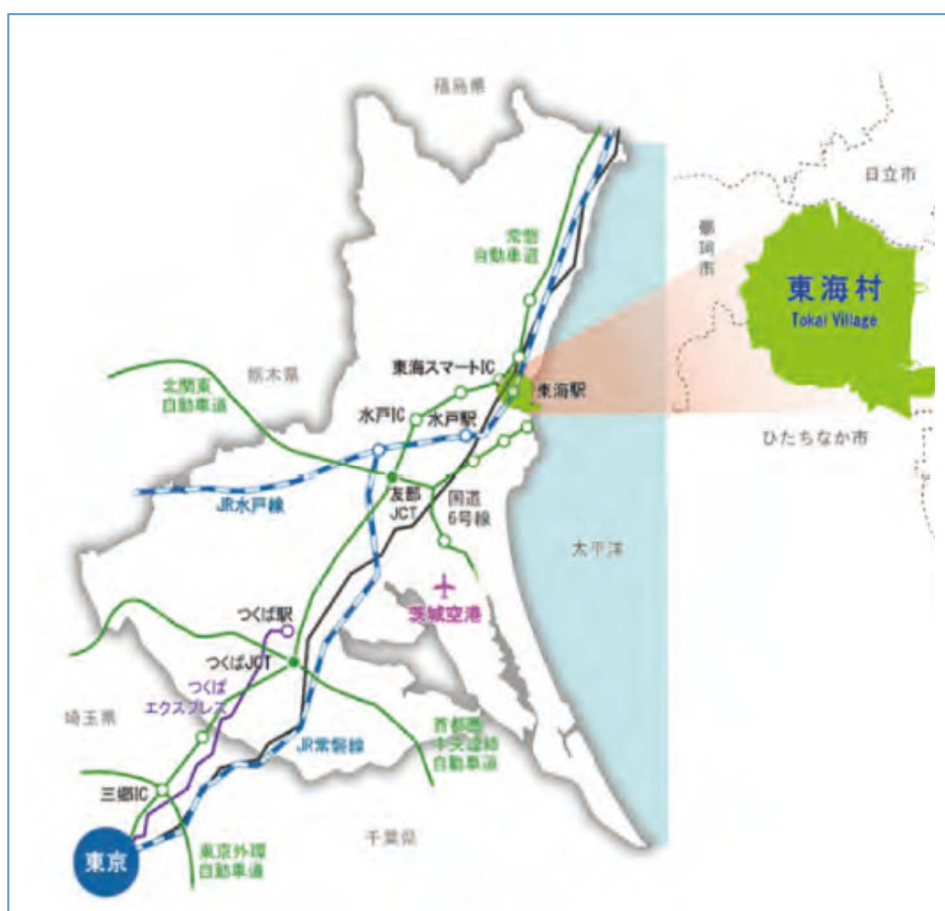 福島県
日立市
常磐
自動車道
那珂市
東海村
Tokai Village
東海スマートIC
東海駅
北関東
自動車道
栃木県
水戸IC
水戸駅
ひたちなか市
JR水戸線
友部
JCT
国道
6号線
太平洋
茨城空港
つくば駅
つくばJCT
つくば
エクスプレス
埼玉県
首都圏
中央連絡
自動車道
JR常磐線
三郷IC
東京
東京外環
自動車道
千葉県